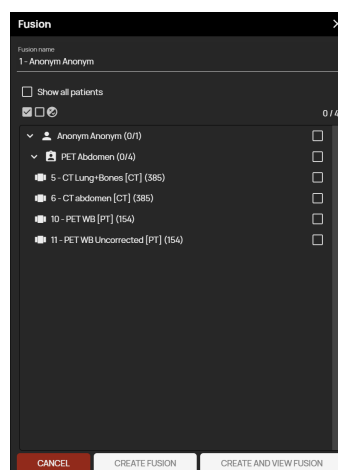 Fusion
Fusion name
1 - Anonym Anonym
Show all patients
0 / 4
Anonym Anonym (0/1)
PET Abdomen (0/4)
5 - CT Lung+Bones [CT] (385)
6 - CT abdomen [CT] (385)
10 - PET WB [PT] (154)
11 - PET WB Uncorrected [PT] (154)
CANCEL
CREATE FUSION
CREATE AND VIEW FUSION